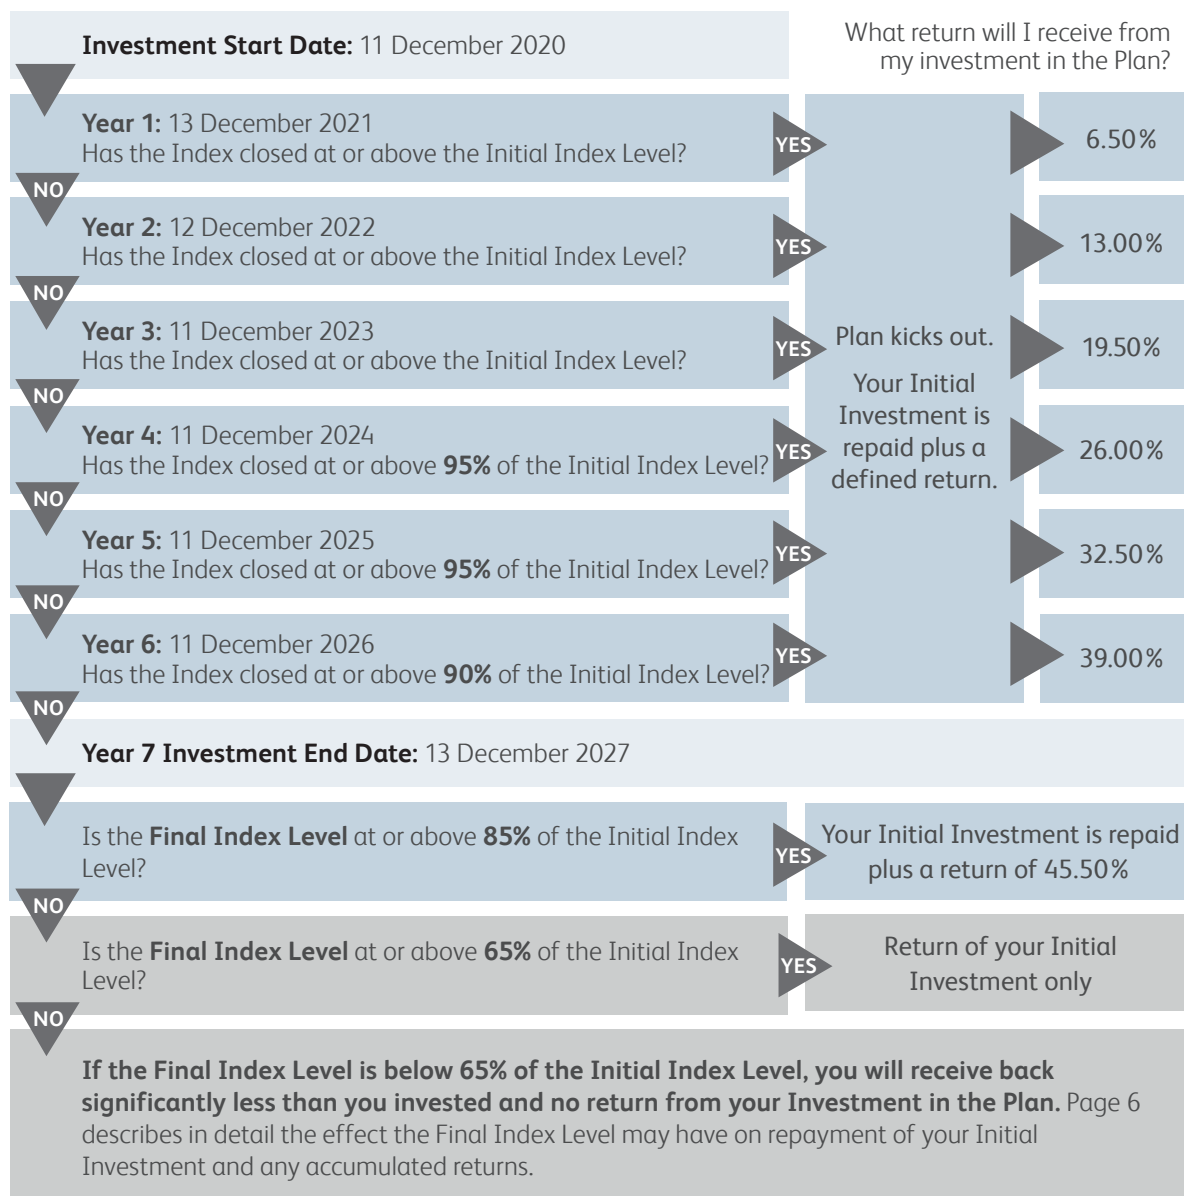 Investment Start Date: 11 December 2020
What return will I receive from
my investment in the Plan?
Year 1: 13 December 2021
Has the Index closed at or above the Initial Index Level?
YES
6.50%
NO
Year 2: 12 December 2022
Has the Index closed at or above the Initial Index Level?
YES
13.00%
NO
Year 3: 11 December 2023
Has the Index closed at or above the Initial Index Level?
YES
Plan kicks out.
Your Initial
Investment is
repaid plus a
defined return.
19.50%
NO
Year 4: 11 December 2024
Has the Index closed at or above 95% of the Initial Index Level?
YES
26.00%
NO
Year 5: 11 December 2025
Has the Index closed at or above 95% of the Initial Index Level?
YES
32.50%
NO
Year 6: 11 December 2026
Has the Index closed at or above 90% of the Initial Index Level?
YES
39.00%
NO
Year 7 Investment End Date: 13 December 2027
Is the Final Index Level at or above 85% of the Initial Index
Level?
YES
Your Initial Investment is repaid
plus a return of 45.50%
NO
Is the Final Index Level at or above 65% of the Initial Index
Level?
YES
Return of your Initial
Investment only
NO
If the Final Index Level is below 65% of the Initial Index Level, you will receive back
significantly less than you invested and no return from your Investment in the Plan. Page 6
describes in detail the effect the Final Index Level may have on repayment of your Initial
Investment and any accumulated returns.